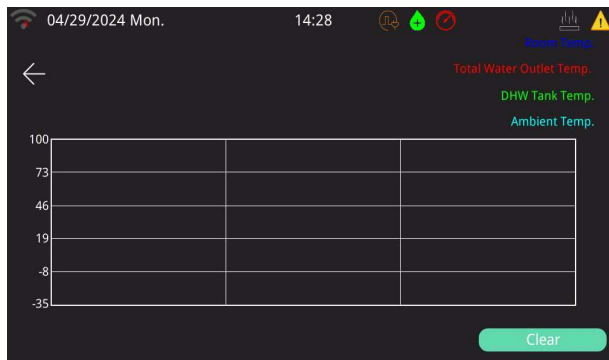 04/29/2024 Mon. 14:28
Room Temp.
Total Water Outlet Temp.
DHW Tank Temp.
Ambient Temp.
100
73
46
19
-8
-35
Clear